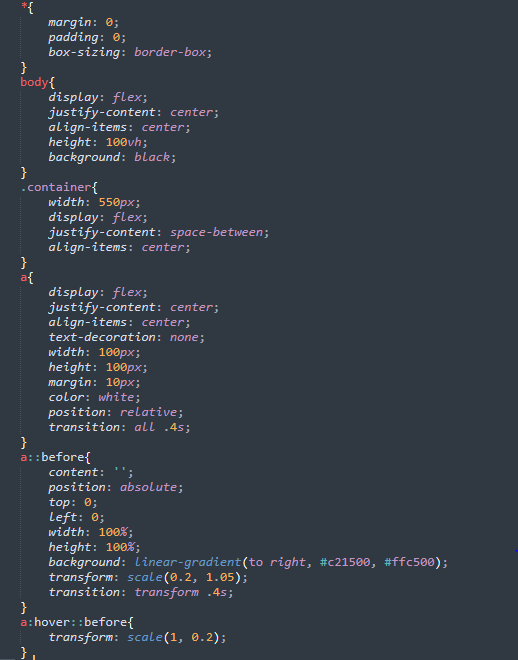 *{
    margin: 0;
    padding: 0;
    box-sizing: border-box;
}
body{
    display: flex;
    justify-content: center;
    align-items: center;
    height: 100vh;
    background: black;
}
.container{
    width: 550px;
    display: flex;
    justify-content: space-between;
    align-items: center;
}
a{
    display: flex;
    justify-content: center;
    align-items: center;
    text-decoration: none;
    width: 100px;
    height: 100px;
    margin: 10px;
    color: white;
    position: relative;
    transition: all .4s;
}
a::before{
    content: '';
    position: absolute;
    top: 0;
    left: 0;
    width: 100%;
    height: 100%;
    background: linear-gradient(to right, #c21500, #ffc500);
    transform: scale(0.2, 1.05);
    transition: transform .4s;
}
a:hover::before{
    transform: scale(1, 0.2);
}